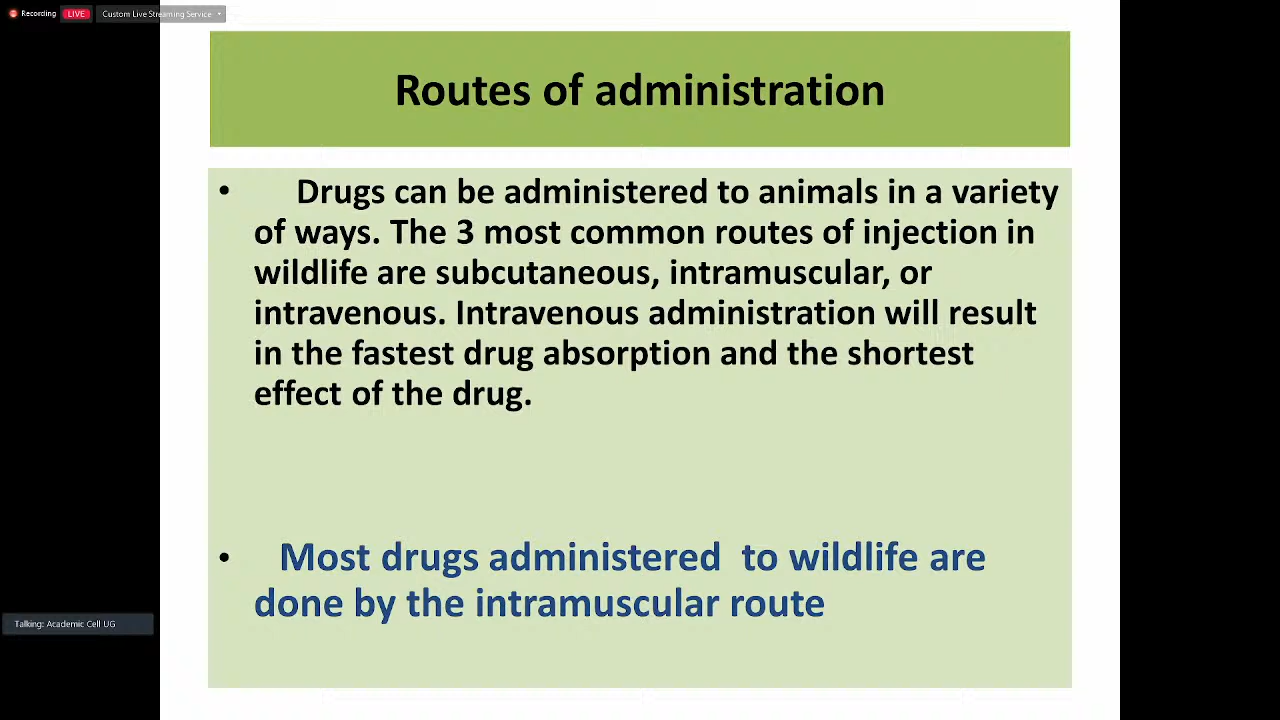 Recording LIVE Custom Live Streaming Service
Routes of administration
• Drugs can be administered to animals in a variety
of ways. The 3 most common routes of injection in
wildlife are subcutaneous, intramuscular, or
intravenous. Intravenous administration will result
in the fastest drug absorption and the shortest
effect of the drug.
• Most drugs administered to wildlife are
done by the intramuscular route
Talking: Academic Cell UG